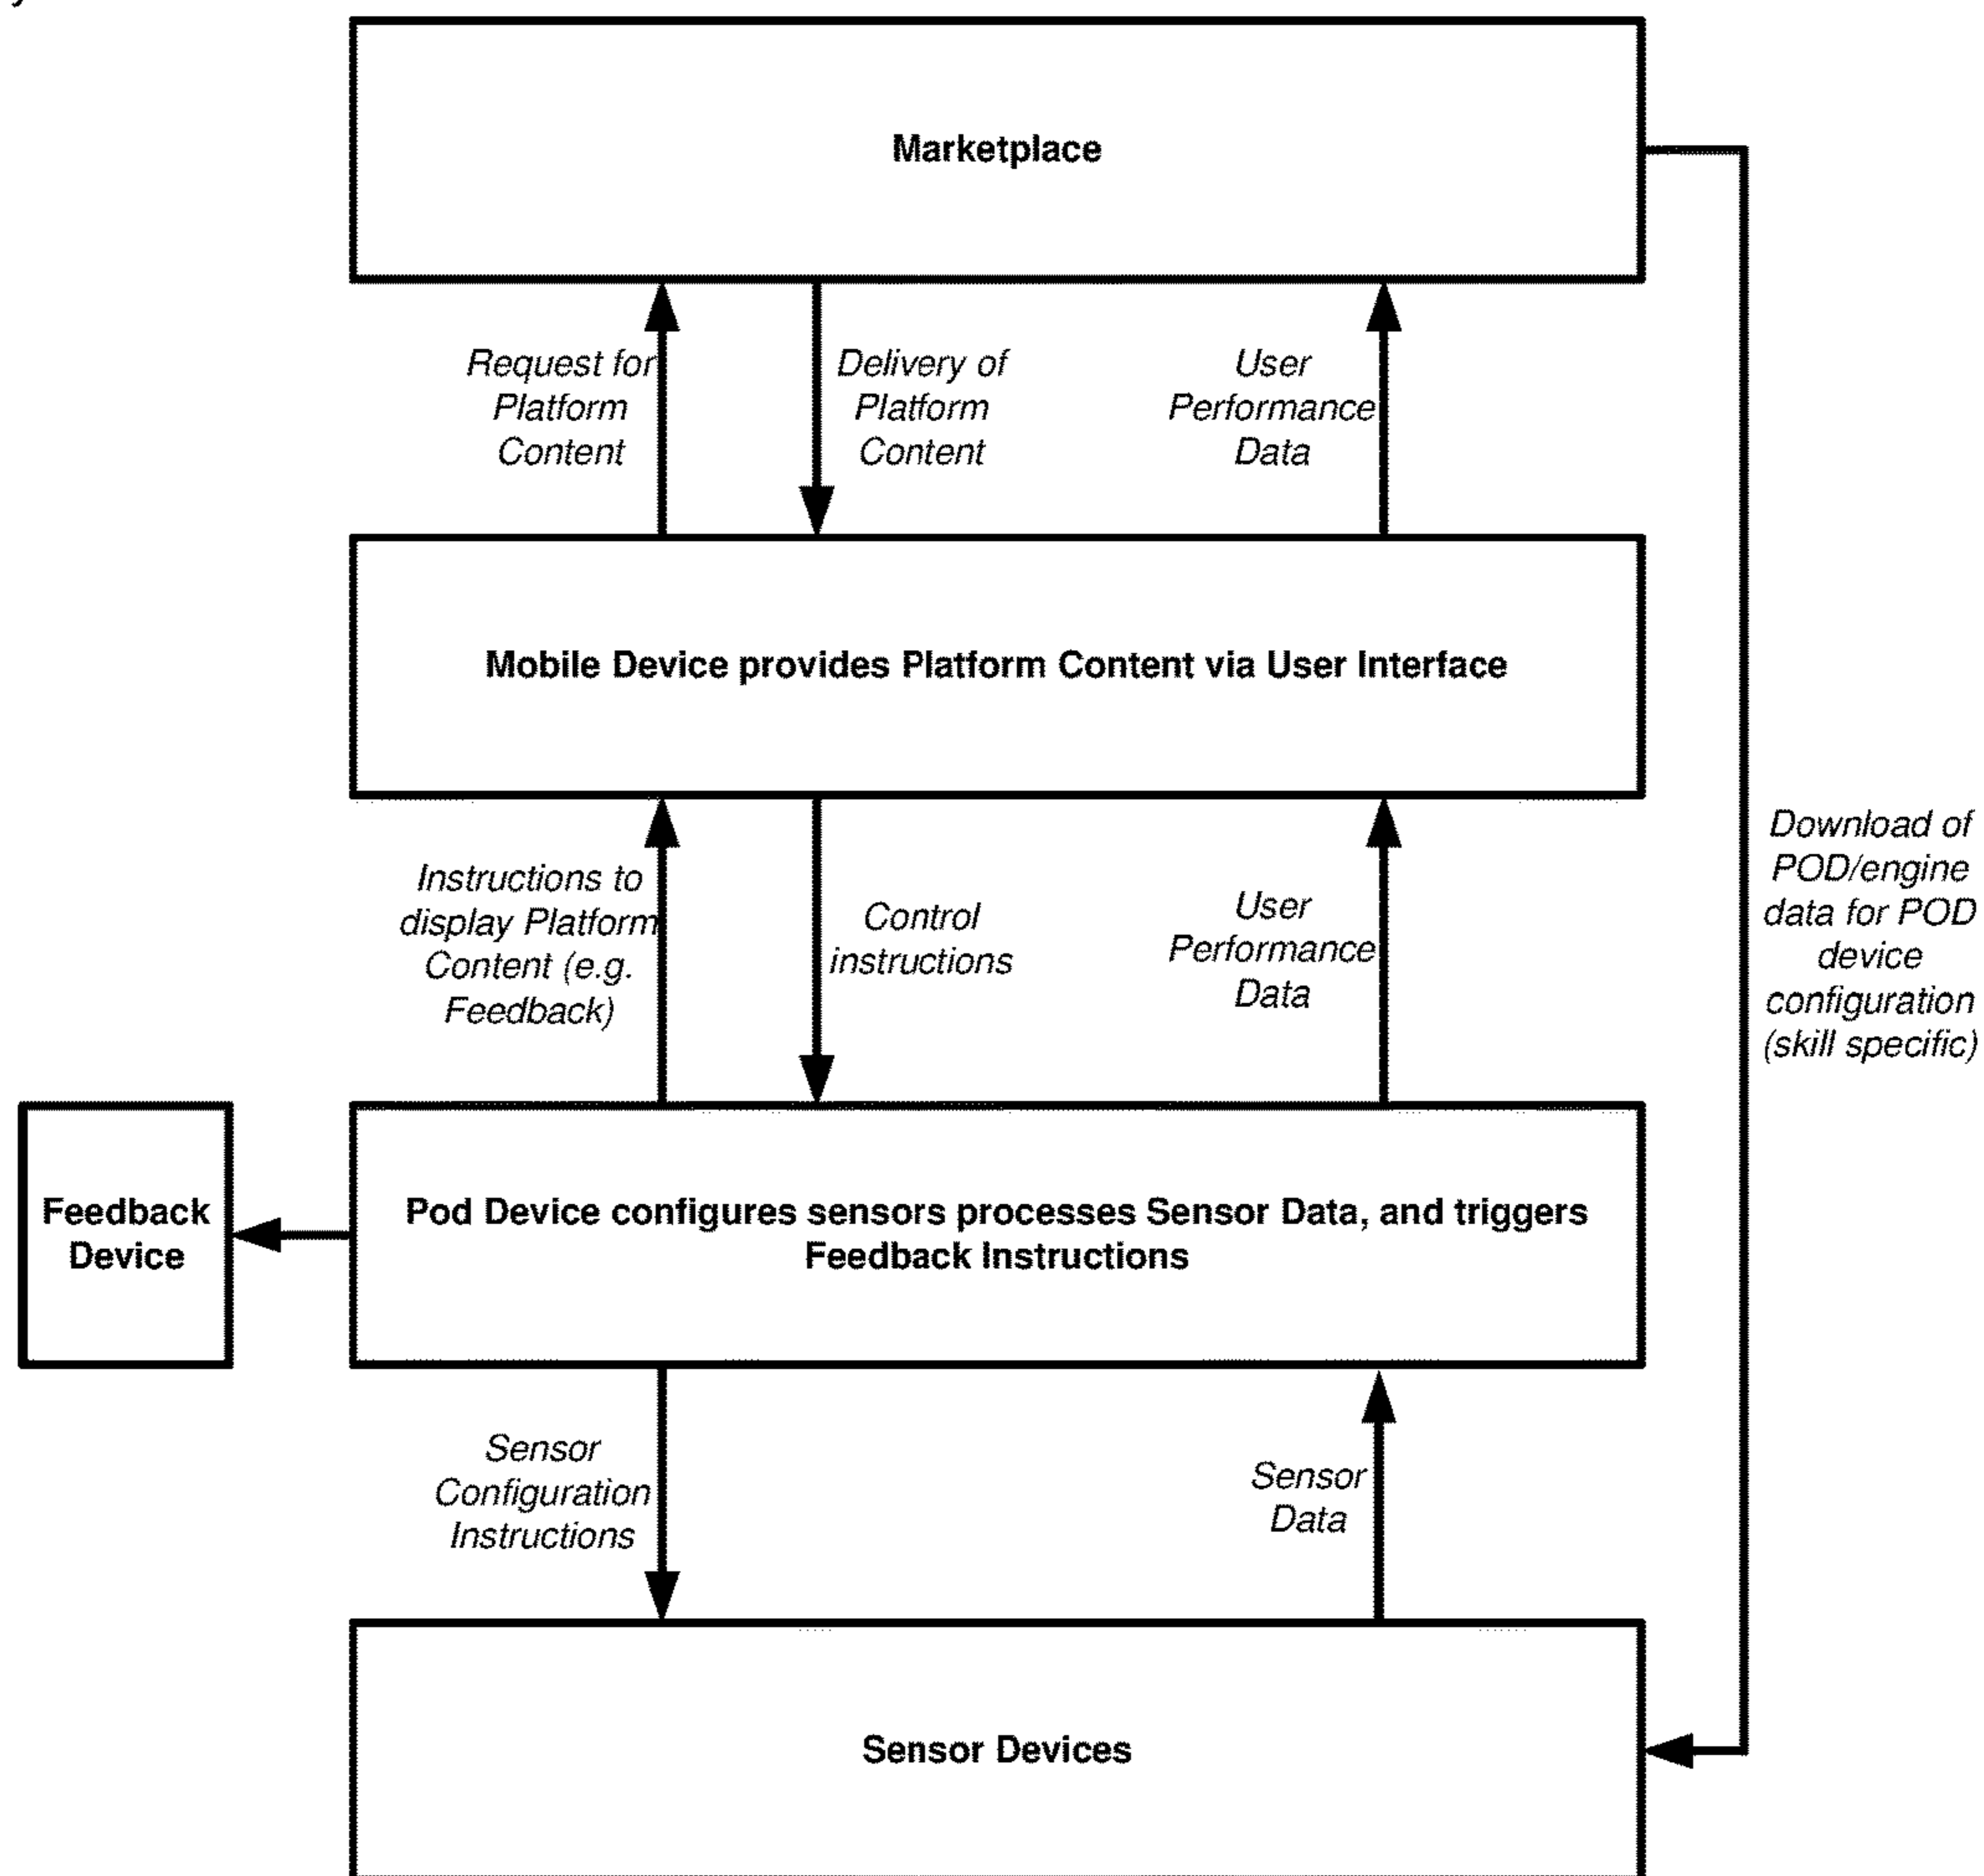 Marketplace
Request for
Platform
Content
Delivery of
Platform
Content
User
Performance
Data
Mobile Device provides Platform Content via User Interface
Instructions to
display Platform
Content (e.g.
Feedback)
Control
instructions
User
Performance
Data
Download of
POD/engine
data for POD
device
configuration
(skill specific)
Feedback
Device
Pod Device configures sensors processes Sensor Data, and triggers
Feedback Instructions
Sensor
Configuration
Instructions
Sensor
Data
Sensor Devices